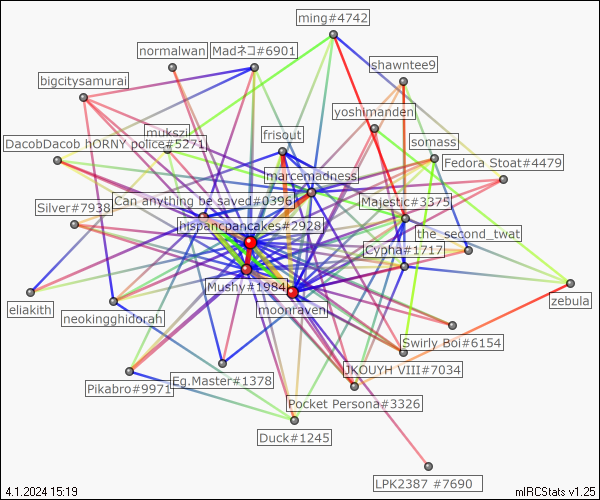 ming#4742
normalwan
Madネコ#6901
shawntee9
bigcitysamurai
yoshimanden
mukszi
frisout
somass
DacobDacob hORNY police#5271
Fedora Stoat#4479
marcemadness
Can anything be saved#0396
Majestic#3375
Silver#7938
hispancpancakes#2928
the_second_twat
Cypha#1717
Mushy#1984
eliakith
neokingghidorah
moonraven
zebula
Swirly Boi#6154
JKOUYH VIII#7034
Pikabro#9971
Eg.Master#1378
Pocket Persona#3326
Duck#1245
LPK2387 #7690
4.1.2024 15:19
mIRCStats v1.25